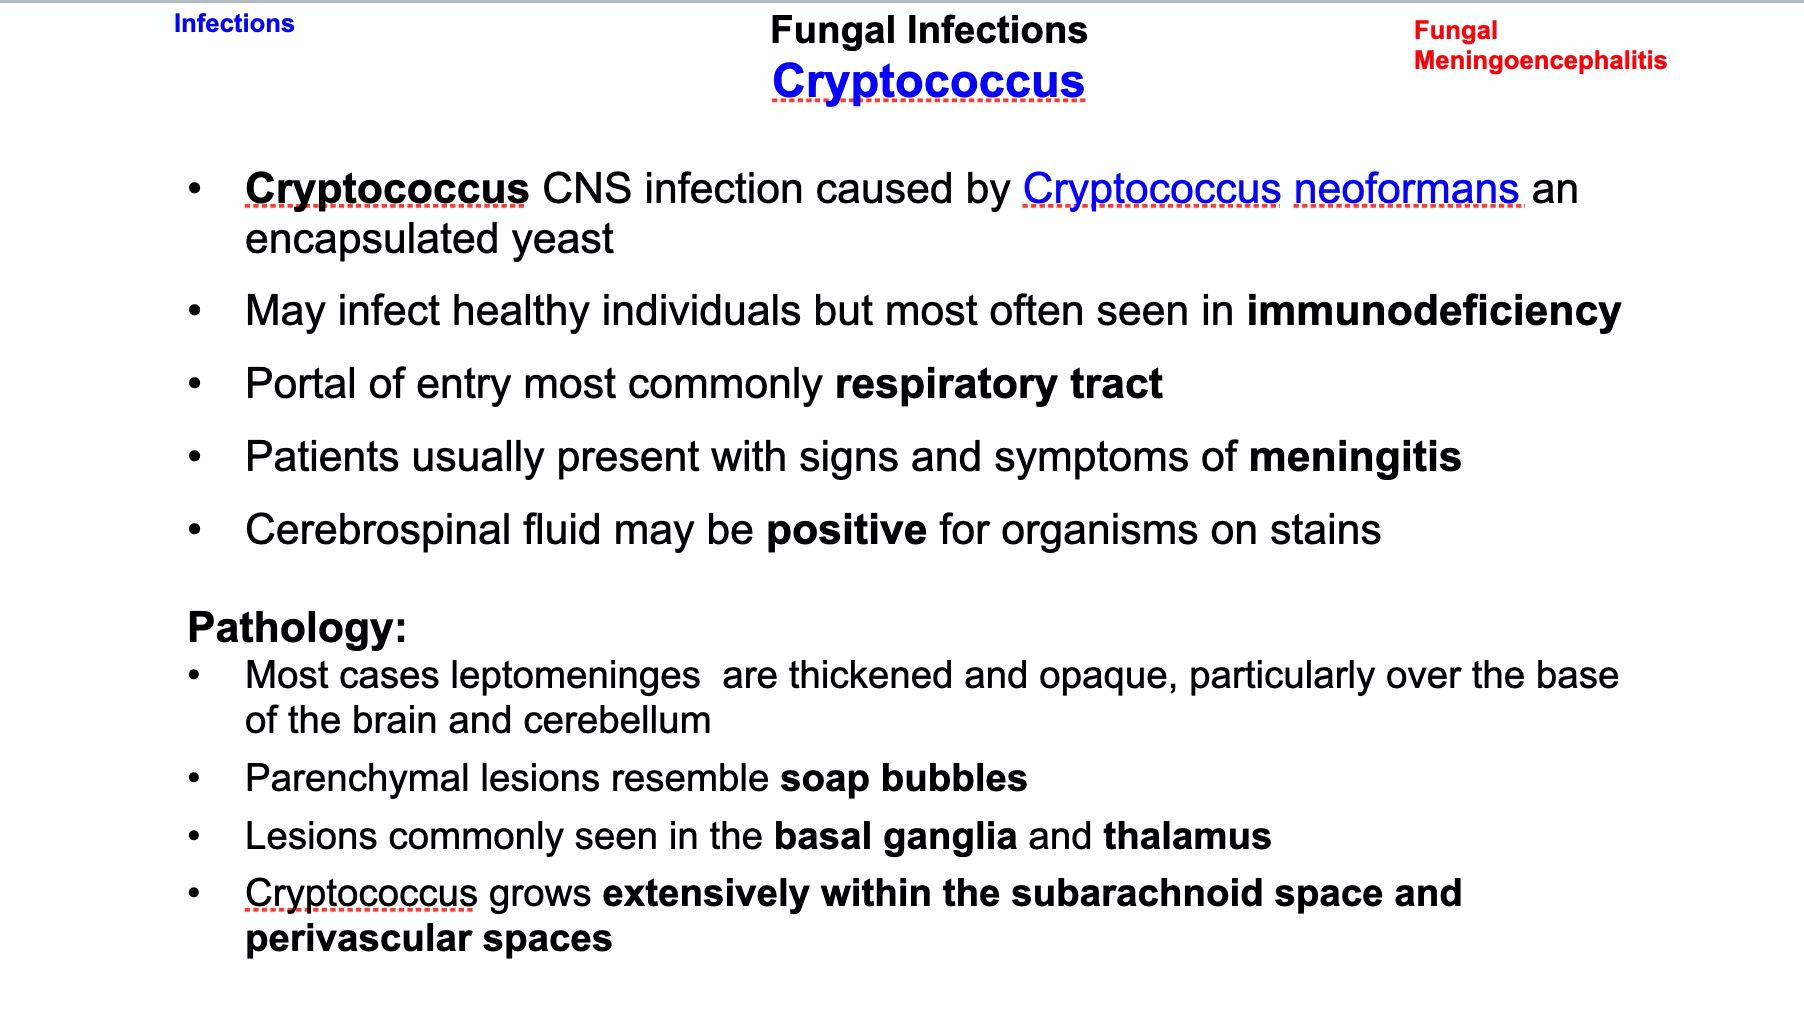 Infections
Fungal Infections
Cryptococcus
Fungal
Meningoencephalitis
• Cryptococcus CNS infection caused by Cryptococcus neoformans an
encapsulated yeast
• May infect healthy individuals but most often seen in immunodeficiency
• Portal of entry most commonly respiratory tract
• Patients usually present with signs and symptoms of meningitis
• Cerebrospinal fluid may be positive for organisms on stains
Pathology:
• Most cases leptomeninges  are thickened and opaque, particularly over the base
of the brain and cerebellum
• Parenchymal lesions resemble soap bubbles
• Lesions commonly seen in the basal ganglia and thalamus
• Cryptococcus grows extensively within the subarachnoid space and
perivascular spaces